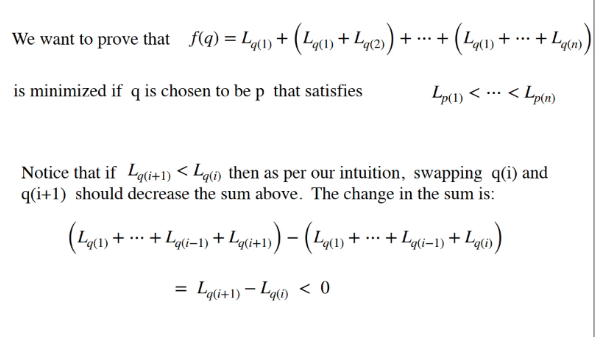 We want to prove that f(q) = L_{q(1)} + (L_{q(1)} + L_{q(2)}) + ⋯ + (L_{q(1)} + ⋯ + L_{q(n)})
is minimized if q is chosen to be p that satisfies L_{p(1)} < ⋯ < L_{p(n)}
Notice that if L_{q(i+1)} < L_{q(i)} then as per our intuition, swapping q(i) and
q(i+1) should decrease the sum above. The change in the sum is:
(L_{q(1)} + ⋯ + L_{q(i−1)} + L_{q(i+1)}) − (L_{q(1)} + ⋯ + L_{q(i−1)} + L_{q(i)})
= L_{q(i+1)} − L_{q(i)} < 0